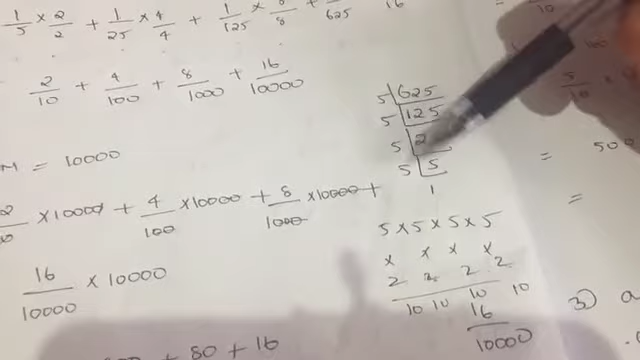 1/5 × 2/2 + 1/25 × 4/4 + 1/125 × 8/8 + /625 16
2/10 + 4/100 + 8/1000 + 16/10000
M = 10000
2/10 × 10000 + 4/100 × 10000 + 8/1000 × 10000 +
16/10000 × 10000
+ 80 + 16
5 | 625
5 | 125
5 | 2
5 | 5
1
5 × 5 × 5 × 5
× × × ×
2 2 2 2
10 10 10 10
16/10000
10
100
5/10
= 500
=
3) a